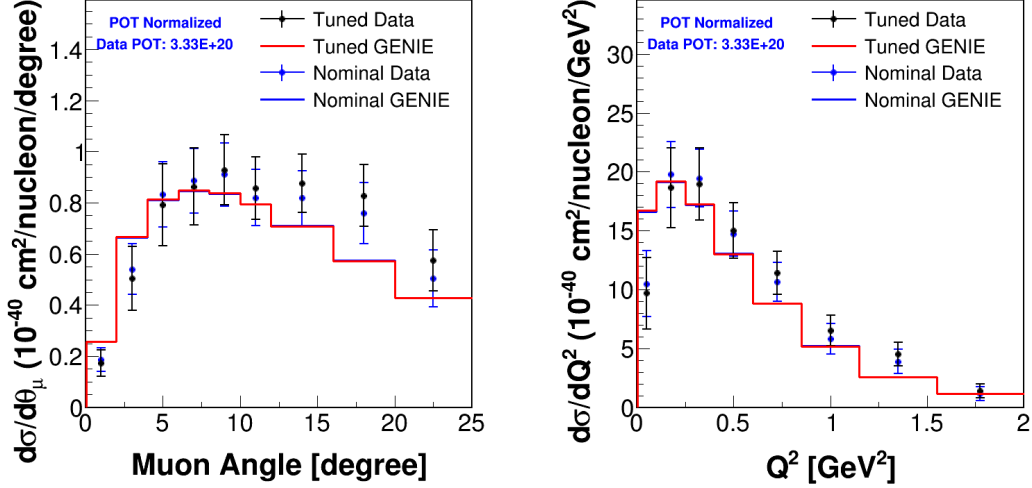 dσ/dθμ (10-40 cm2/nucleon/degree)
1.4
1.2
1
0.8
0.6
0.4
0.2
0
POT Normalized
Data POT: 3.33E+20
Tuned Data
Tuned GENIE
Nominal Data
Nominal GENIE
0 5 10 15 20 25
Muon Angle [degree]
dσ/dQ2 (10-40 cm2/nucleon/GeV2)
30
25
20
15
10
5
0
POT Normalized
Data POT: 3.33E+20
Tuned Data
Tuned GENIE
Nominal Data
Nominal GENIE
0 0.5 1 1.5 2
Q2 [GeV2]